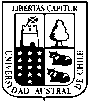 LIBERTAS CAPITUR
UNIVERSIDAD AUSTRAL DE CHILE